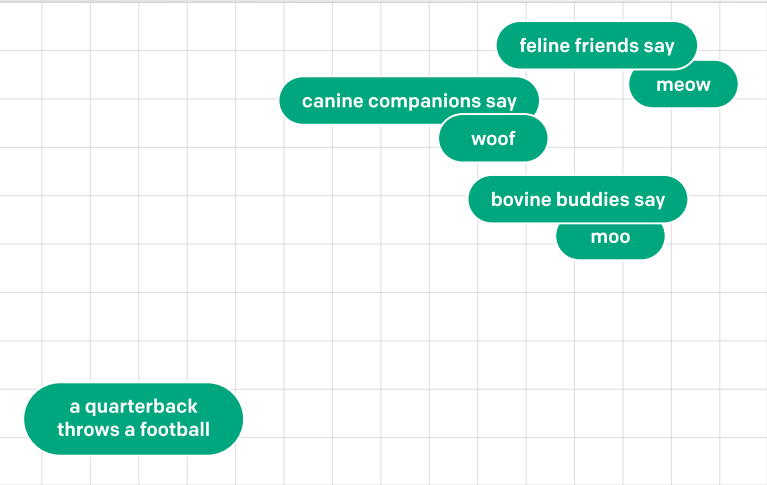 feline friends say
meow
canine companions say
woof
bovine buddies say
moo
a quarterback
throws a football